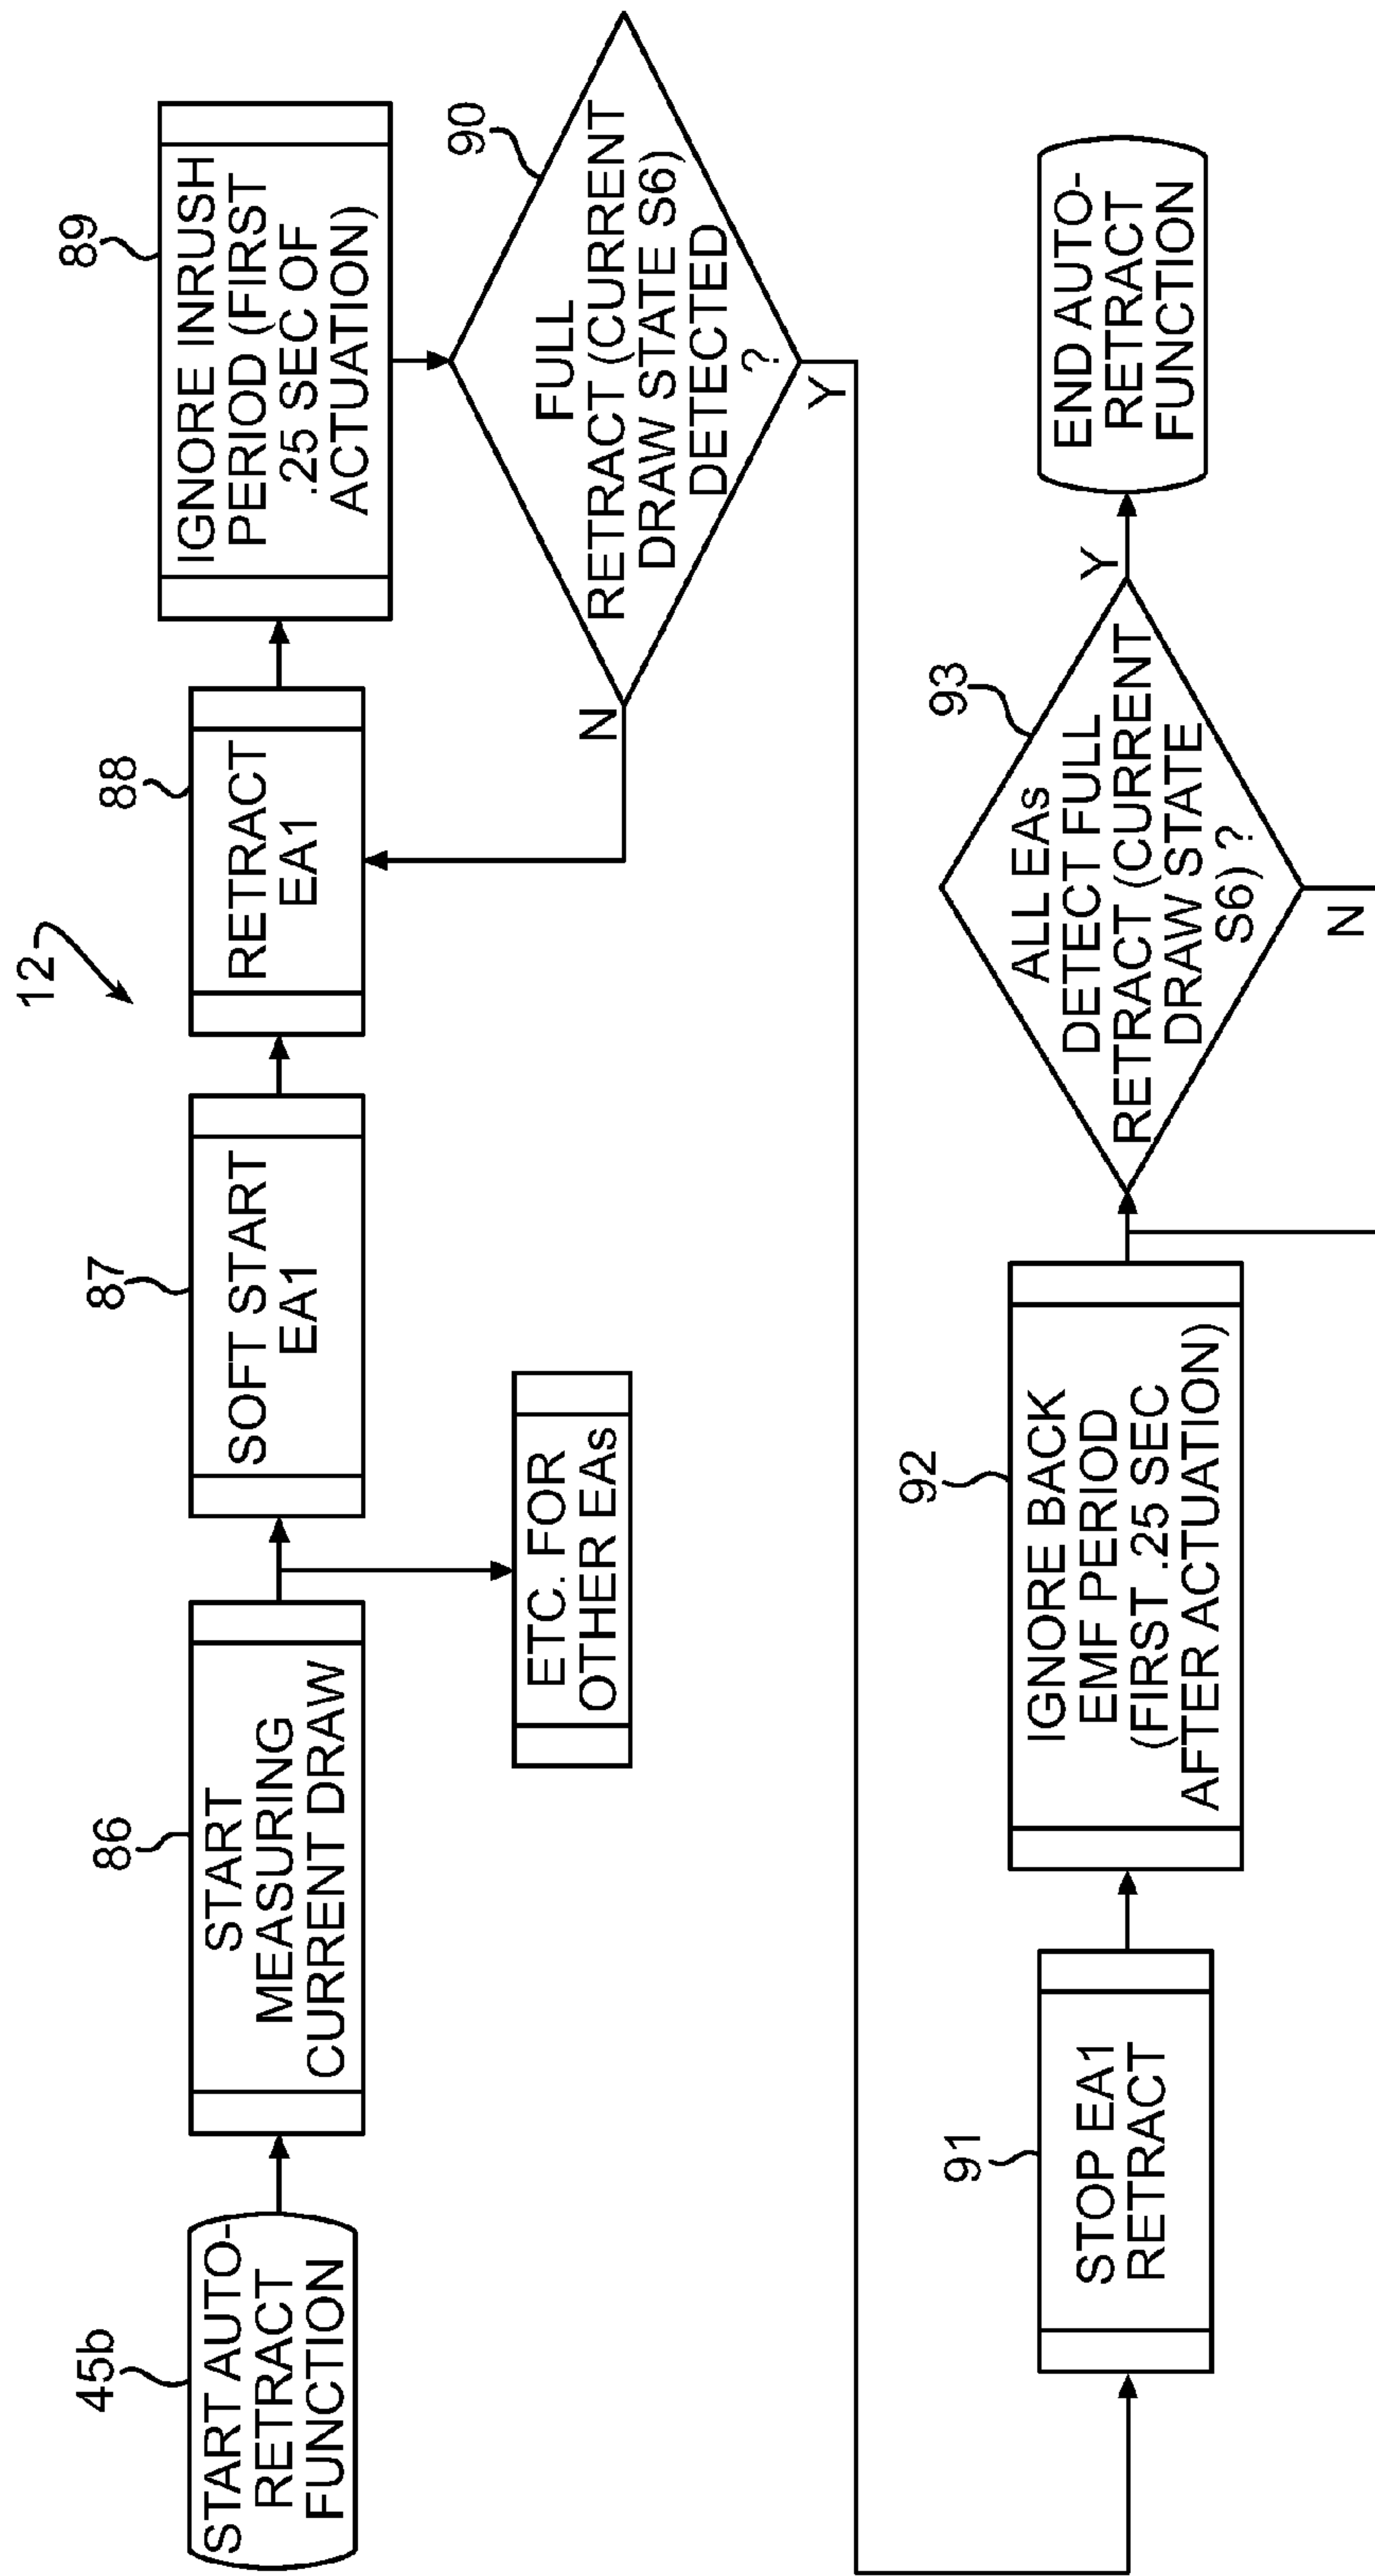 12
45b
START AUTO-
RETRACT
FUNCTION
86
START
MEASURING
CURRENT DRAW
87
SOFT START
EA1
88
RETRACT
EA1
89
IGNORE INRUSH
PERIOD (FIRST
.25 SEC OF
ACTUATION)
ETC. FOR
OTHER EAs
90
FULL
RETRACT (CURRENT
DRAW STATE S6)
DETECTED
?
N
Y
91
STOP EA1
RETRACT
92
IGNORE BACK
EMF PERIOD
(FIRST .25 SEC
AFTER ACTUATION)
93
ALL EAs
DETECT FULL
RETRACT (CURRENT
DRAW STATE
S6) ?
Y
N
END AUTO-
RETRACT
FUNCTION